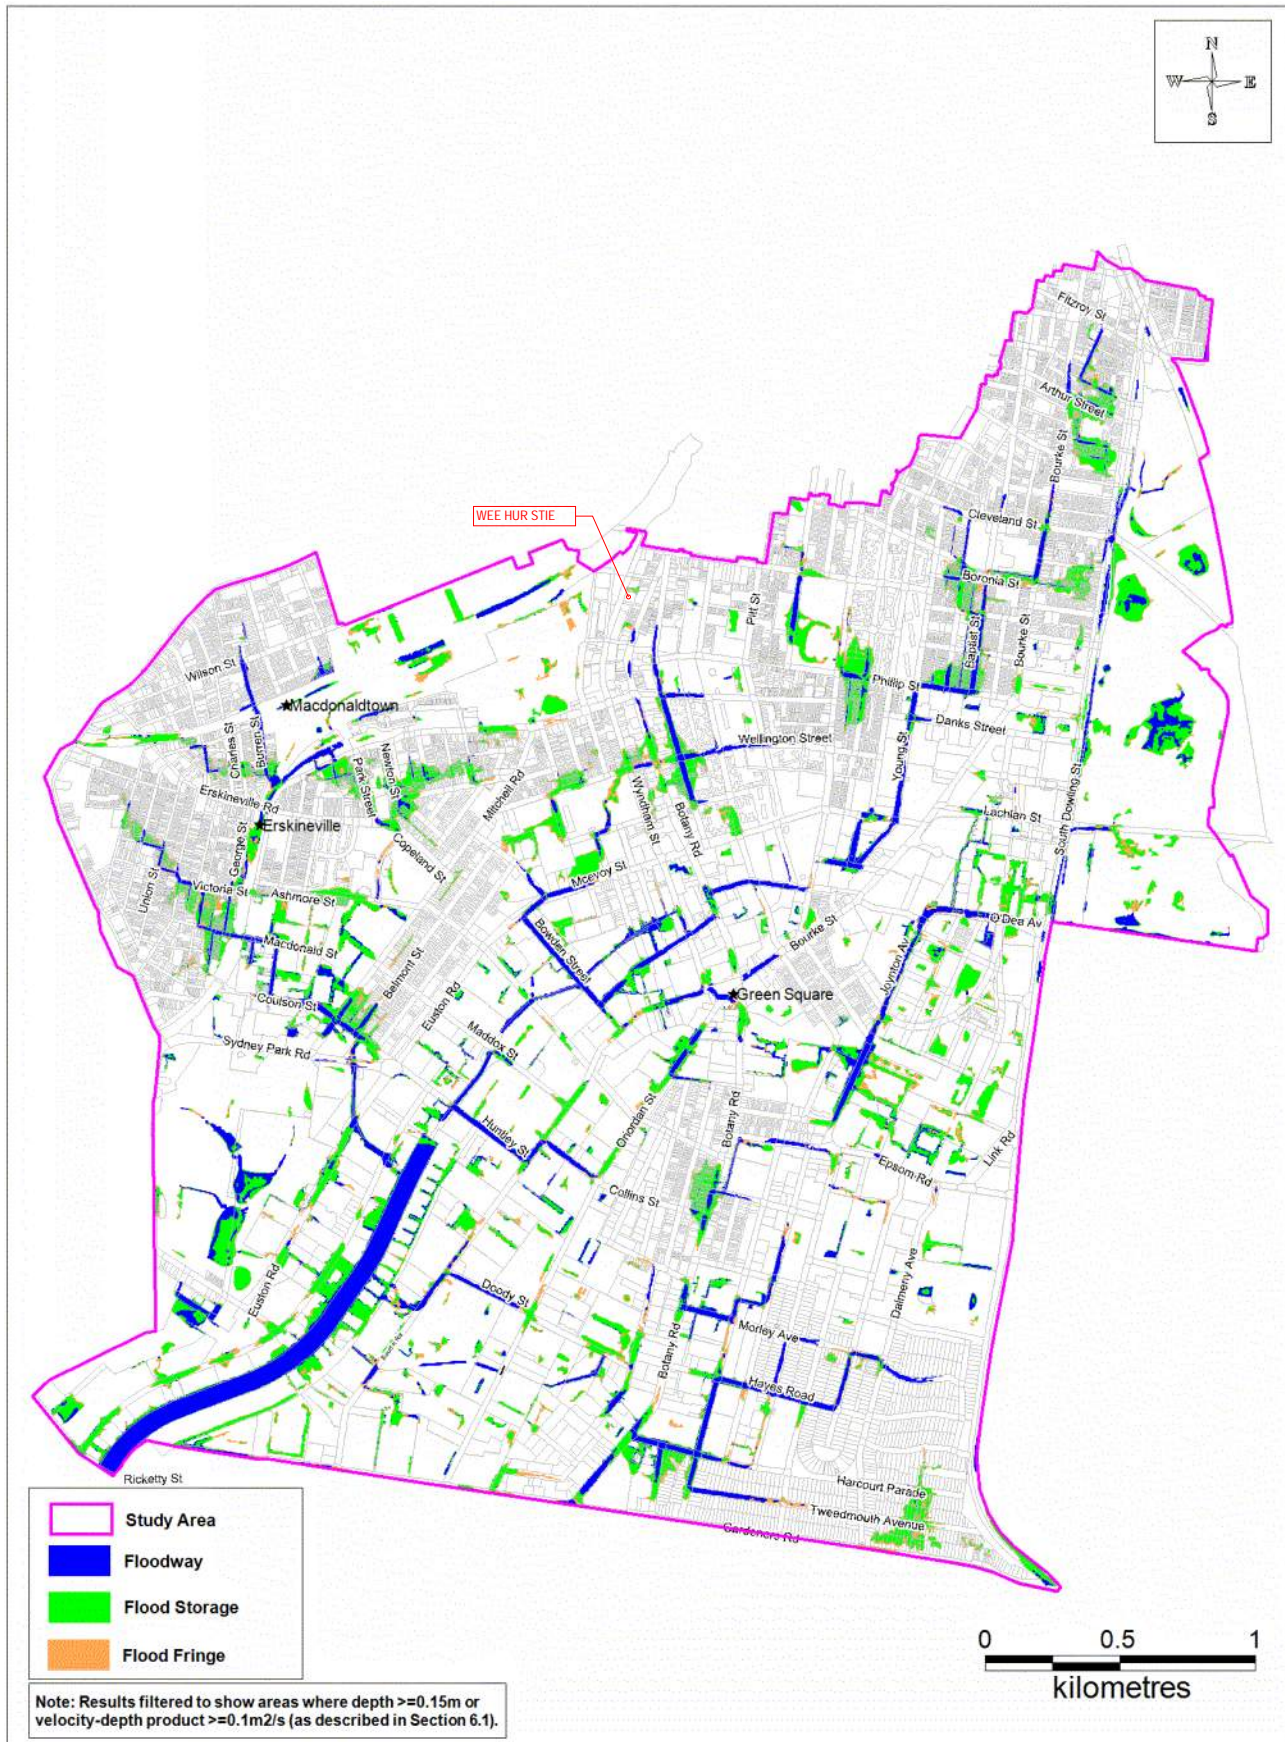 N
W E
S
Fitzroy St
Arthur Street
Bourke St
WEE HUR STIE
Cleveland St
Boronia St
Pitt St
Baptist St
Bourke St
Wilson St
Phillip St
Macdonaldtown
Danks Street
Charles St
Burren St
Wellington Street
Newton St
Young St
Park Street
Mitchell Rd
South Dowling St
Erskineville Rd
Wyndham St
Botany Rd
Lachlan St
Erskineville
George St
Copeland St
Mcevoy St
Union St
Victoria St
Ashmore St
O'Dea Av
Bowden Street
Bourke St
Macdonald St
Joynton Av
Belmont St
Green Square
Coulson St
Euston Rd
Maddox St
Sydney Park Rd
Botany Rd
Oriordan St
Huntley St
Link Rd
Epsom Rd
Collins St
Euston Rd
Dalmeny Ave
Doody St
Morley Ave
Botany Rd
Hayes Road
Ricketty St
Harcourt Parade
Tweedmouth Avenue
Gardeners Rd
Study Area
Floodway
Flood Storage
Flood Fringe
0 0.5 1
kilometres
Note: Results filtered to show areas where depth >=0.15m or
velocity-depth product >=0.1m2/s (as described in Section 6.1).